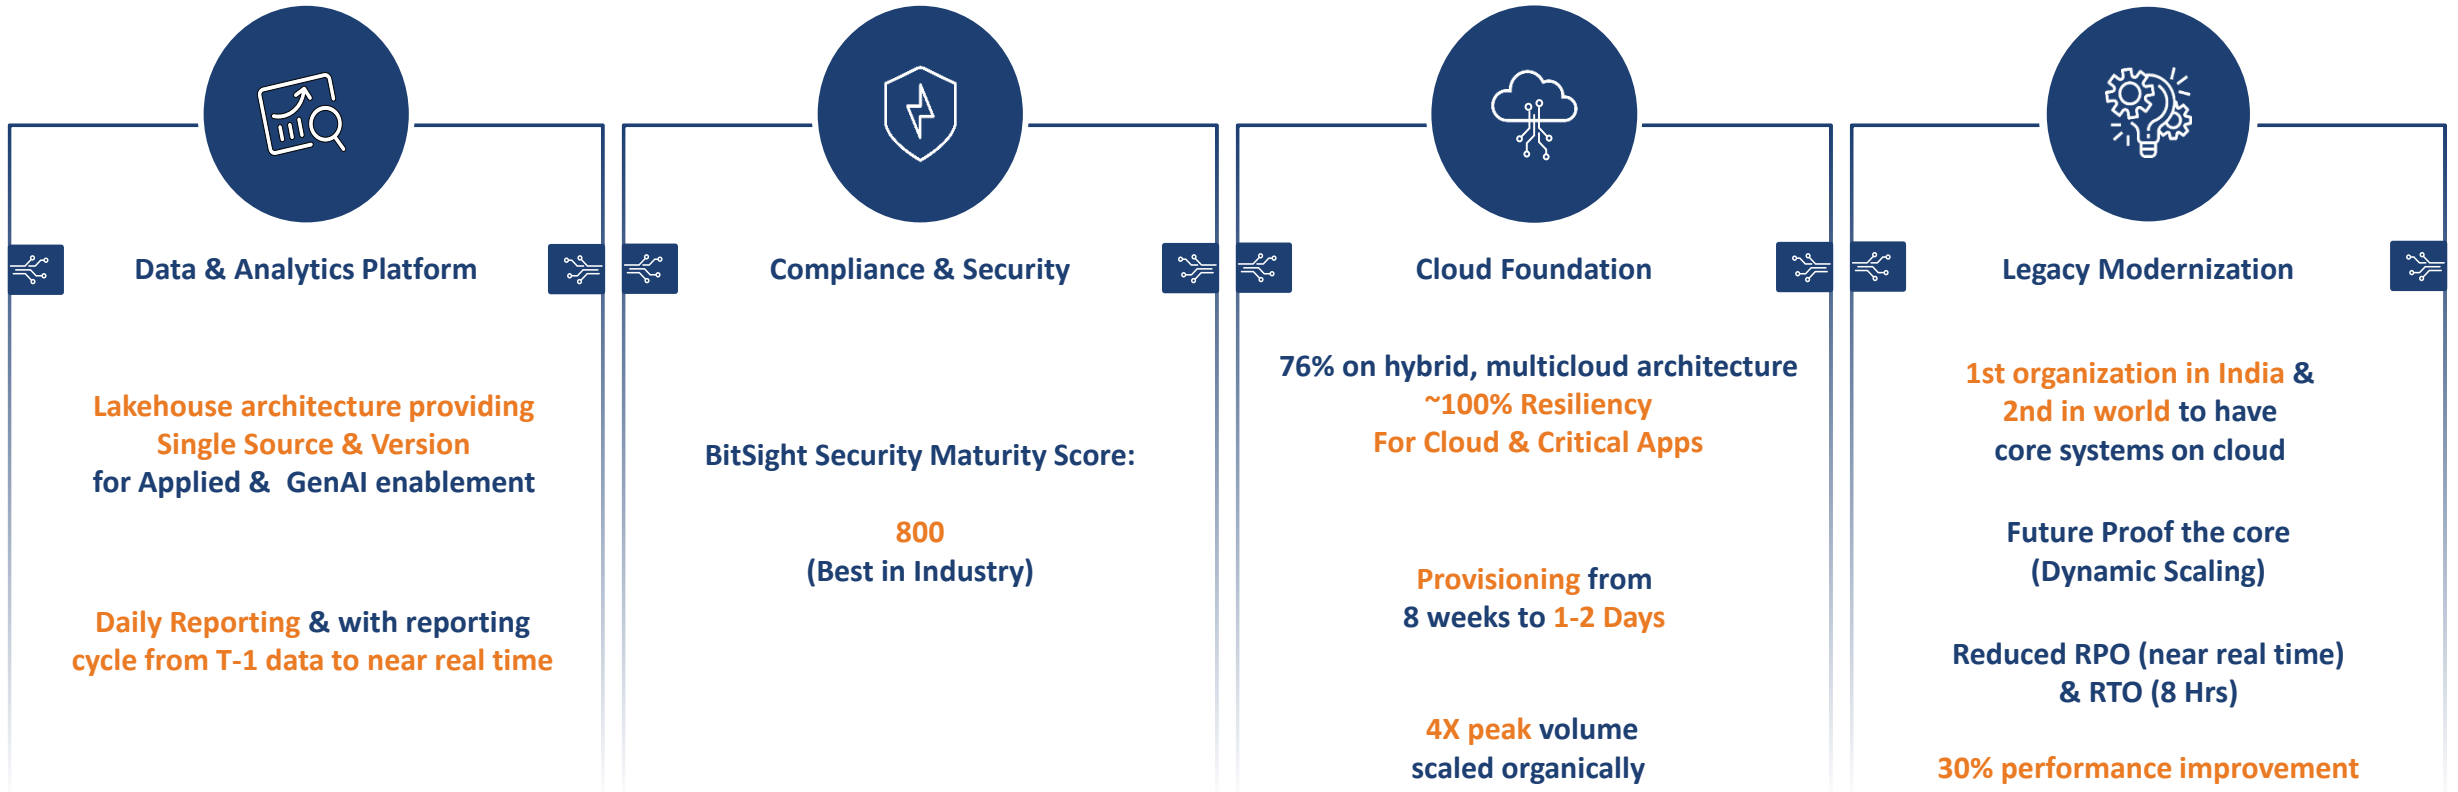 Data & Analytics Platform
Lakehouse architecture providing
Single Source & Version
for Applied & GenAI enablement
Daily Reporting & with reporting
cycle from T-1 data to near real time
Compliance & Security
BitSight Security Maturity Score:
800
(Best in Industry)
Cloud Foundation
76% on hybrid, multicloud architecture
~100% Resiliency
For Cloud & Critical Apps
Provisioning from
8 weeks to 1-2 Days
4X peak volume
scaled organically
Legacy Modernization
1st organization in India &
2nd in world to have
core systems on cloud
Future Proof the core
(Dynamic Scaling)
Reduced RPO (near real time)
& RTO (8 Hrs)
30% performance improvement